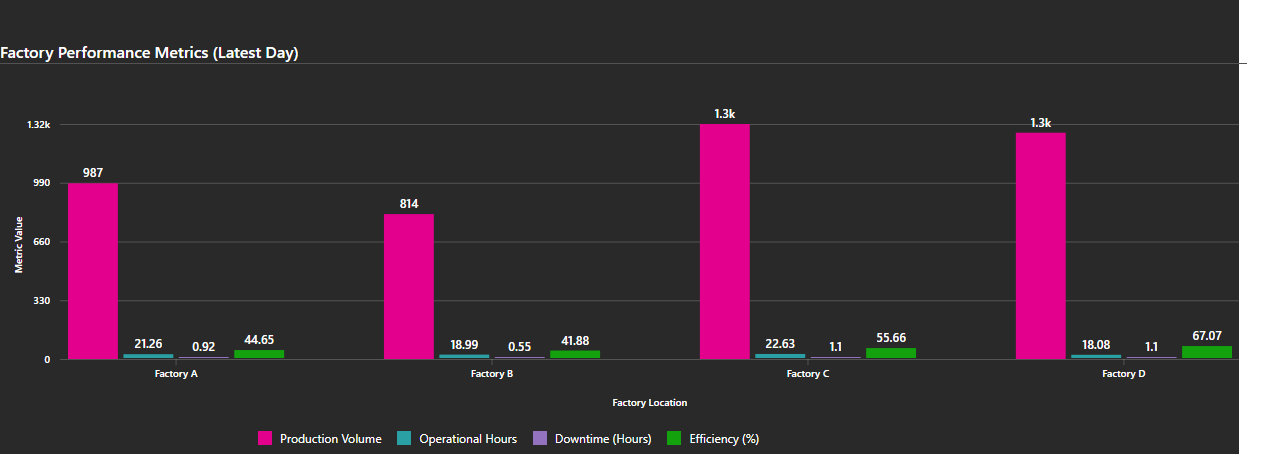 Factory Performance Metrics (Latest Day)
1.3k
1.3k
1.32k
987
990
814
Metric Value
660
330
21.26
0.92
44.65
18.99
0.55
41.88
22.63
1.1
55.66
18.08
1.1
67.07
0
Factory A
Factory B
Factory C
Factory D
Factory Location
Production Volume
Operational Hours
Downtime (Hours)
Efficiency (%)